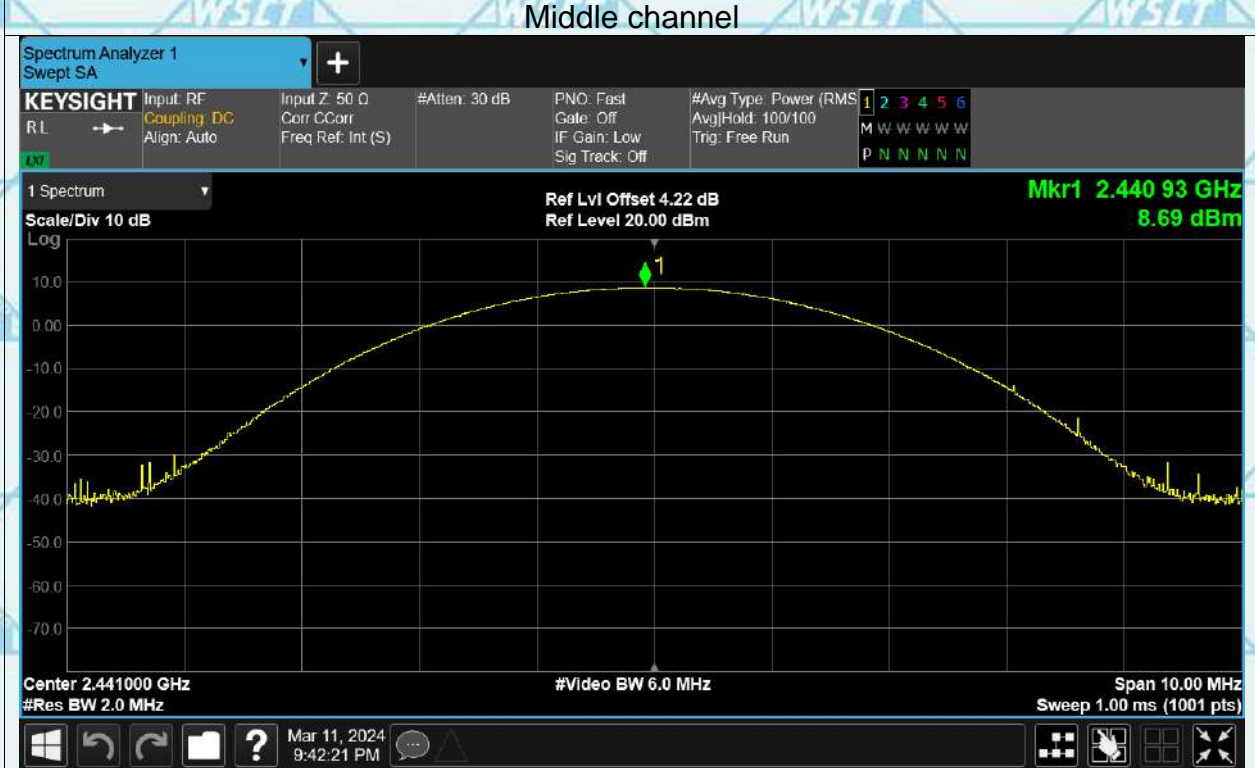 Middle channel
Spectrum Analyzer 1
Swept SA
KEYSIGHT
RL
LXI
Input: RF
Coupling: DC
Align: Auto
Input Z: 50 Ω
Corr CCorr
Freq Ref: Int (S)
#Atten: 30 dB
PNO: Fast
Gate: Off
IF Gain: Low
Sig Track: Off
#Avg Type: Power (RMS
Avg|Hold: 100/100
Trig: Free Run
1 2 3 4 5 6
M W W W W W
P N N N N N
1 Spectrum
Scale/Div 10 dB
Log
Ref Lvl Offset 4.22 dB
Ref Level 20.00 dBm
Mkr1 2.440 93 GHz
8.69 dBm
1
10.0
0.00
-10.0
-20.0
-30.0
-40.0
-50.0
-60.0
-70.0
Center 2.441000 GHz
#Res BW 2.0 MHz
#Video BW 6.0 MHz
Span 10.00 MHz
Sweep 1.00 ms (1001 pts)
?
Mar 11, 2024
9:42:21 PM